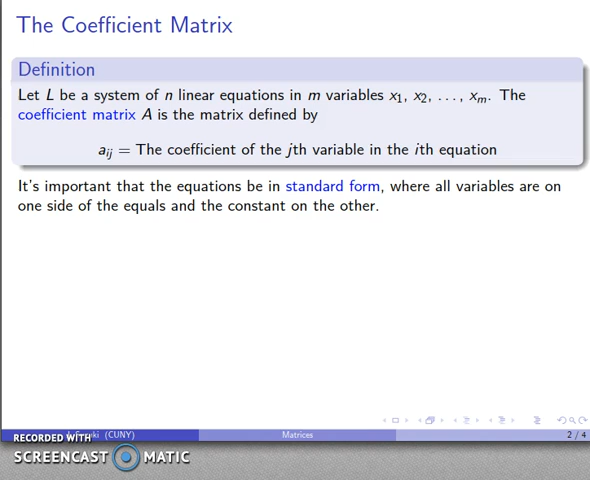 The Coefficient Matrix
Definition
Let L be a system of n linear equations in m variables x₁, x₂, . . . , xₘ. The
coefficient matrix A is the matrix defined by
aᵢⱼ = The coefficient of the jth variable in the ith equation
It's important that the equations be in standard form, where all variables are on
one side of the equals and the constant on the other.
(CUNY) Matrices 2 / 4
RECORDED WITH
SCREENCAST MATIC